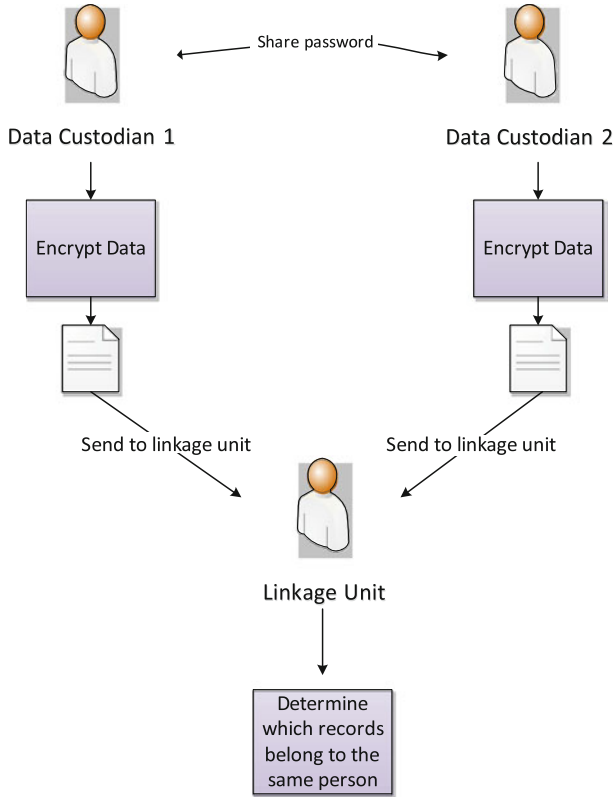 Share password
Data Custodian 1
Data Custodian 2
Encrypt Data
Encrypt Data
Send to linkage unit
Send to linkage unit
Linkage Unit
Determine
which records
belong to the
same person